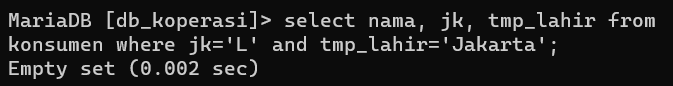 MariaDB [db_koperasi]> select nama, jk, tmp_lahir from
konsumen where jk='L' and tmp_lahir='Jakarta';
Empty set (0.002 sec)